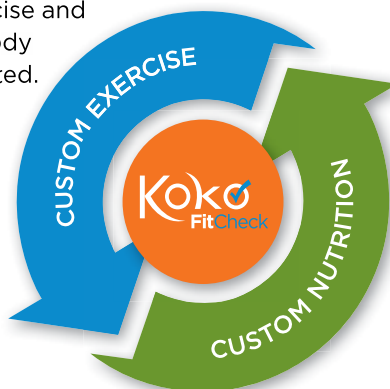 cise and
ody
ted.
CUSTOM EXERCISE
Koko
FitCheck
CUSTOM NUTRITION